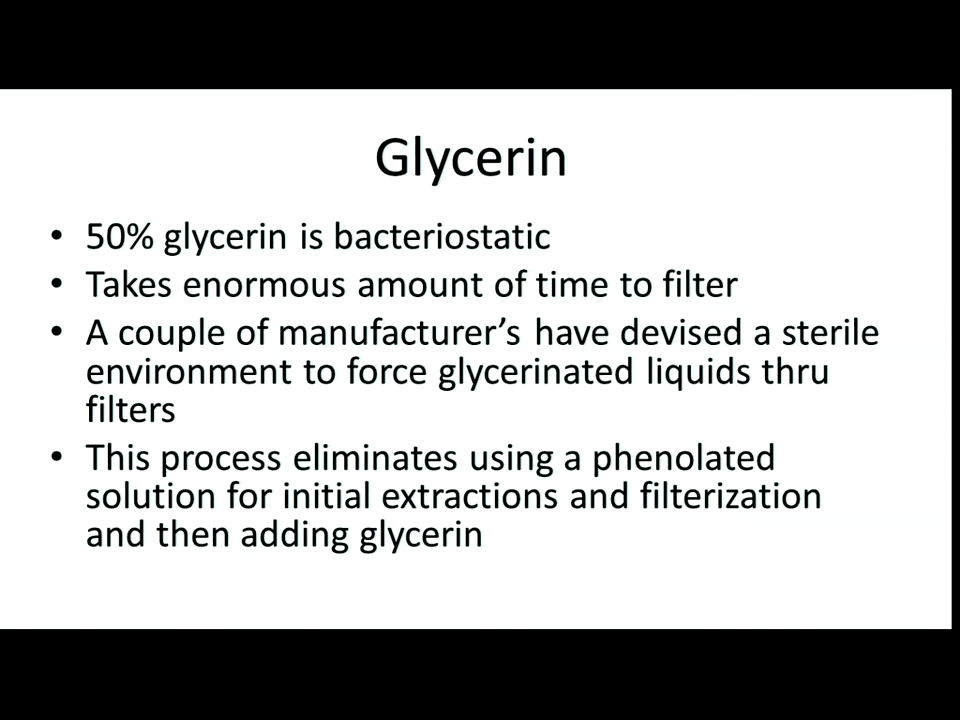 Glycerin
• 50% glycerin is bacteriostatic
• Takes enormous amount of time to filter
• A couple of manufacturer’s have devised a sterile
environment to force glycerinated liquids thru
filters
• This process eliminates using a phenolated
solution for initial extractions and filterization
and then adding glycerin